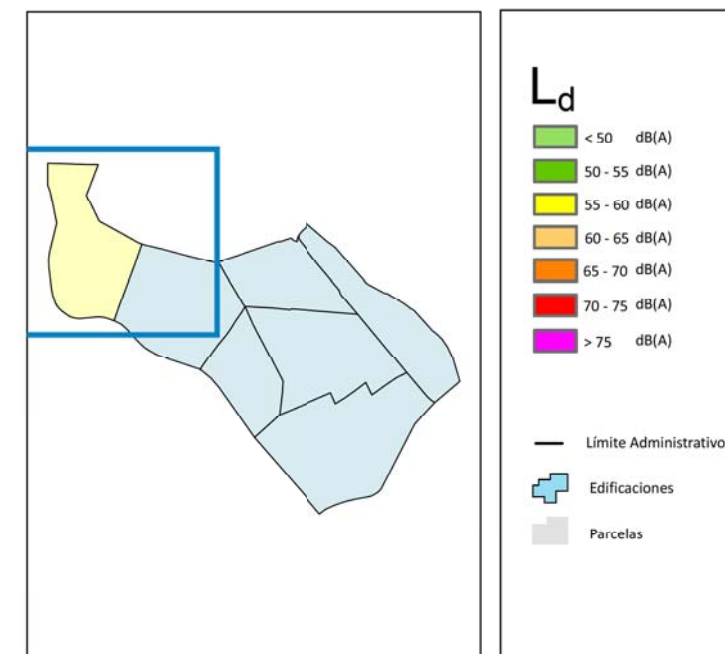 Ld
< 50 dB(A)
50 - 55 dB(A)
55 - 60 dB(A)
60 - 65 dB(A)
65 - 70 dB(A)
70 - 75 dB(A)
> 75 dB(A)
Límite Administrativo
Edificaciones
Parcelas